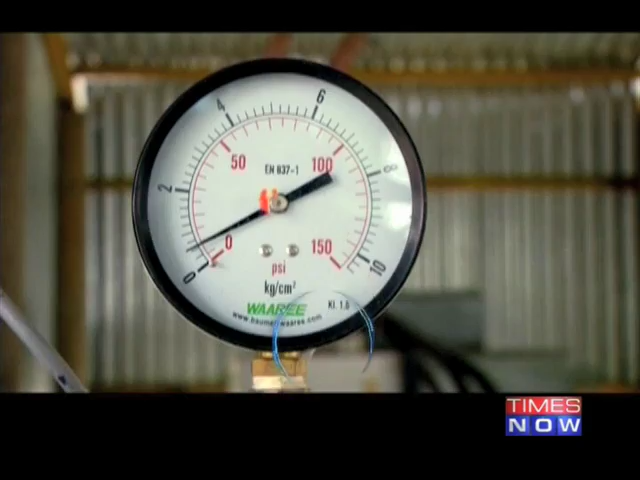 4 6
50 EN 837-1 100 8
2
0 150
0 psi 10
kg/cm²
WAAREE Kl. 1,6
TIMES
NOW